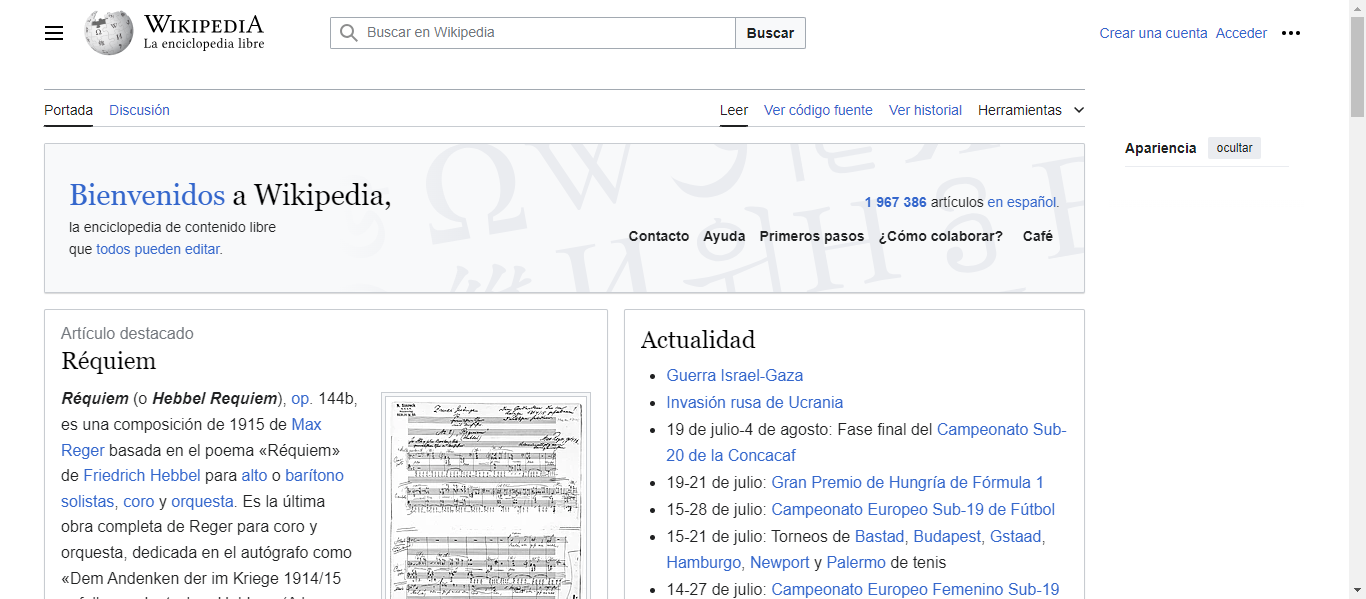 WIKIPEDIA
La enciclopedia libre
Buscar en Wikipedia
Buscar
Crear una cuenta Acceder
Portada Discusión
Leer Ver código fuente Ver historial Herramientas
Apariencia ocultar
Bienvenidos a Wikipedia,
la enciclopedia de contenido libre
que todos pueden editar.
1 967 386 artículos en español.
Contacto Ayuda Primeros pasos ¿Cómo colaborar? Café
Artículo destacado
Réquiem
Réquiem (o Hebbel Requiem), op. 144b,
es una composición de 1915 de Max
Reger basada en el poema «Réquiem»
de Friedrich Hebbel para alto o barítono
solistas, coro y orquesta. Es la última
obra completa de Reger para coro y
orquesta, dedicada en el autógrafo como
«Dem Andenken der im Kriege 1914/15
Actualidad
Guerra Israel-Gaza
Invasión rusa de Ucrania
19 de julio-4 de agosto: Fase final del Campeonato Sub-
20 de la Concacaf
19-21 de julio: Gran Premio de Hungría de Fórmula 1
15-28 de julio: Campeonato Europeo Sub-19 de Fútbol
15-21 de julio: Torneos de Bastad, Budapest, Gstaad,
Hamburgo, Newport y Palermo de tenis
14-27 de julio: Campeonato Europeo Femenino Sub-19